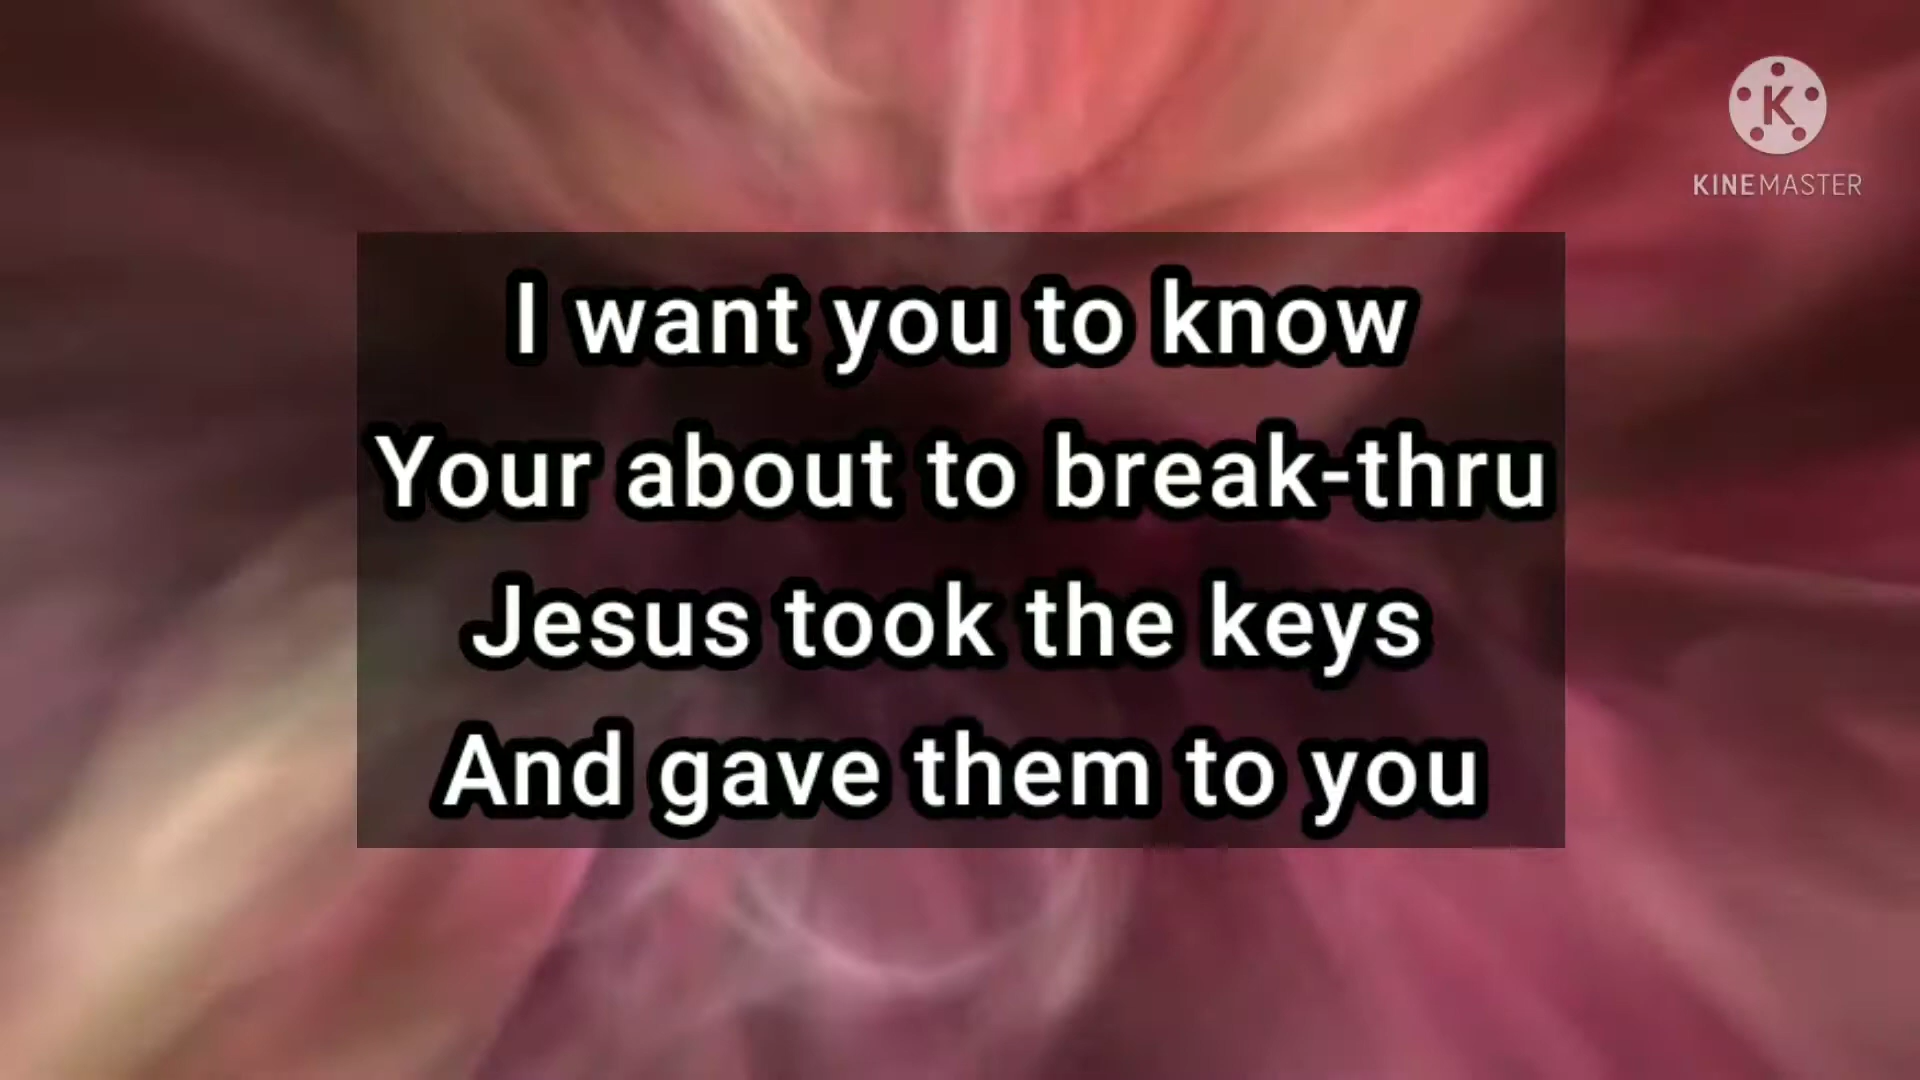 K
KINEMASTER
I want you to know
Your about to break-thru
Jesus took the keys
And gave them to you